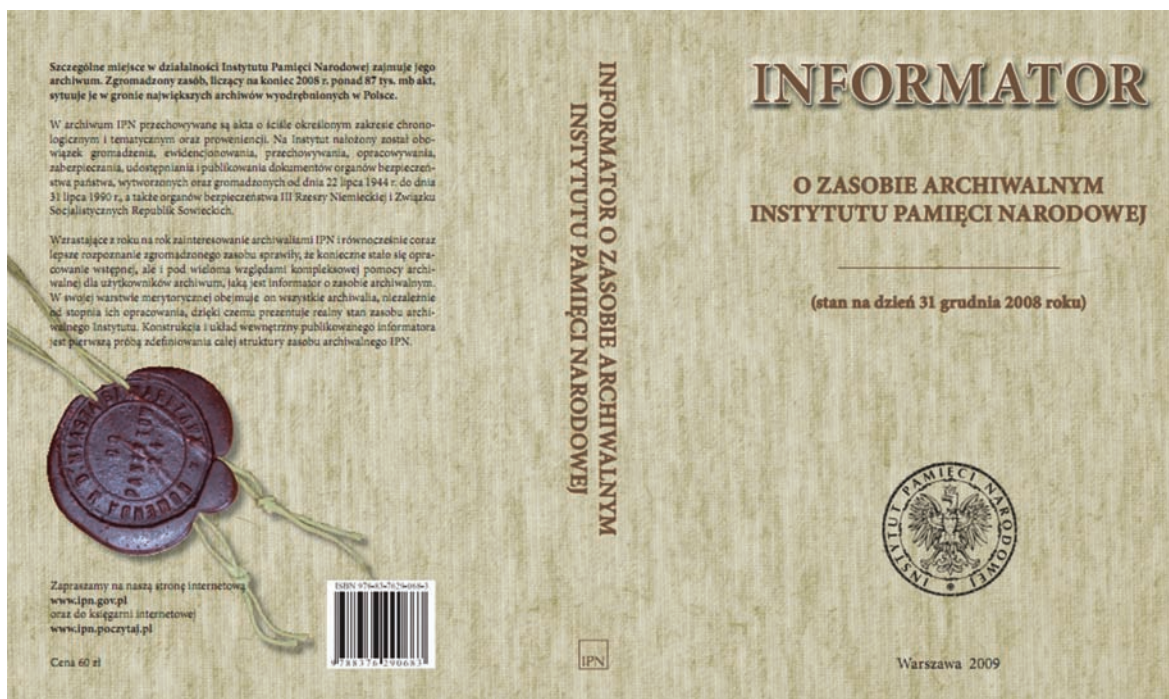 Szczególne miejsce w działalności Instytutu Pamięci Narodowej zajmuje jego
archiwum. Zgromadzony zasób, liczący na koniec 2008 r. ponad 87 tys. mb akt,
sytuuje je w gronie największych archiwów wyodrębnionych w Polsce.
W archiwum IPN przechowywane są akta o ściśle określonym zakresie chrono-
logicznym i tematycznym oraz proweniencji. Na Instytut nałożony został obo-
wiązek gromadzenia, ewidencjonowania, przechowywania, opracowywania,
zabezpieczania, udostępniania i publikowania dokumentów organów bezpieczeń-
stwa państwa, wytworzonych oraz gromadzonych od dnia 22 lipca 1944 r. do dnia
31 lipca 1990 r., a także organów bezpieczeństwa III Rzeszy Niemieckiej i Związku
Socjalistycznych Republik Sowieckich.
Wzrastające z roku na rok zainteresowanie archiwaliami IPN i równocześnie coraz
lepsze rozpoznanie zgromadzonego zasobu sprawiły, że konieczne stało się opra-
cowanie wstępnej, ale i pod wieloma względami kompleksowej pomocy archi-
walnej dla użytkowników archiwum, jaką jest informator o zasobie archiwalnym.
W swojej warstwie merytorycznej obejmuje on wszystkie archiwalia, niezależnie
od stopnia ich opracowania, dzięki czemu prezentuje realny stan zasobu archi-
walnego Instytutu. Konstrukcja i układ wewnętrzny publikowanego informatora
jest pierwszą próbą zdefiniowania całej struktury zasobu archiwalnego IPN.
Zapraszamy na naszą stronę internetową
www.ipn.gov.pl
oraz do księgarni internetowej
www.ipn.poczytaj.pl
Cena 60 zł
ISBN 978-83-7629-068-3
9 788376 290683
INFORMATOR O ZASOBIE ARCHIWALNYM
INSTYTUTU PAMIĘCI NARODOWEJ
IPN
INFORMATOR
O ZASOBIE ARCHIWALNYM
INSTYTUTU PAMIĘCI NARODOWEJ
(stan na dzień 31 grudnia 2008 roku)
INSTYTUT PAMIĘCI NARODOWEJ
Warszawa 2009